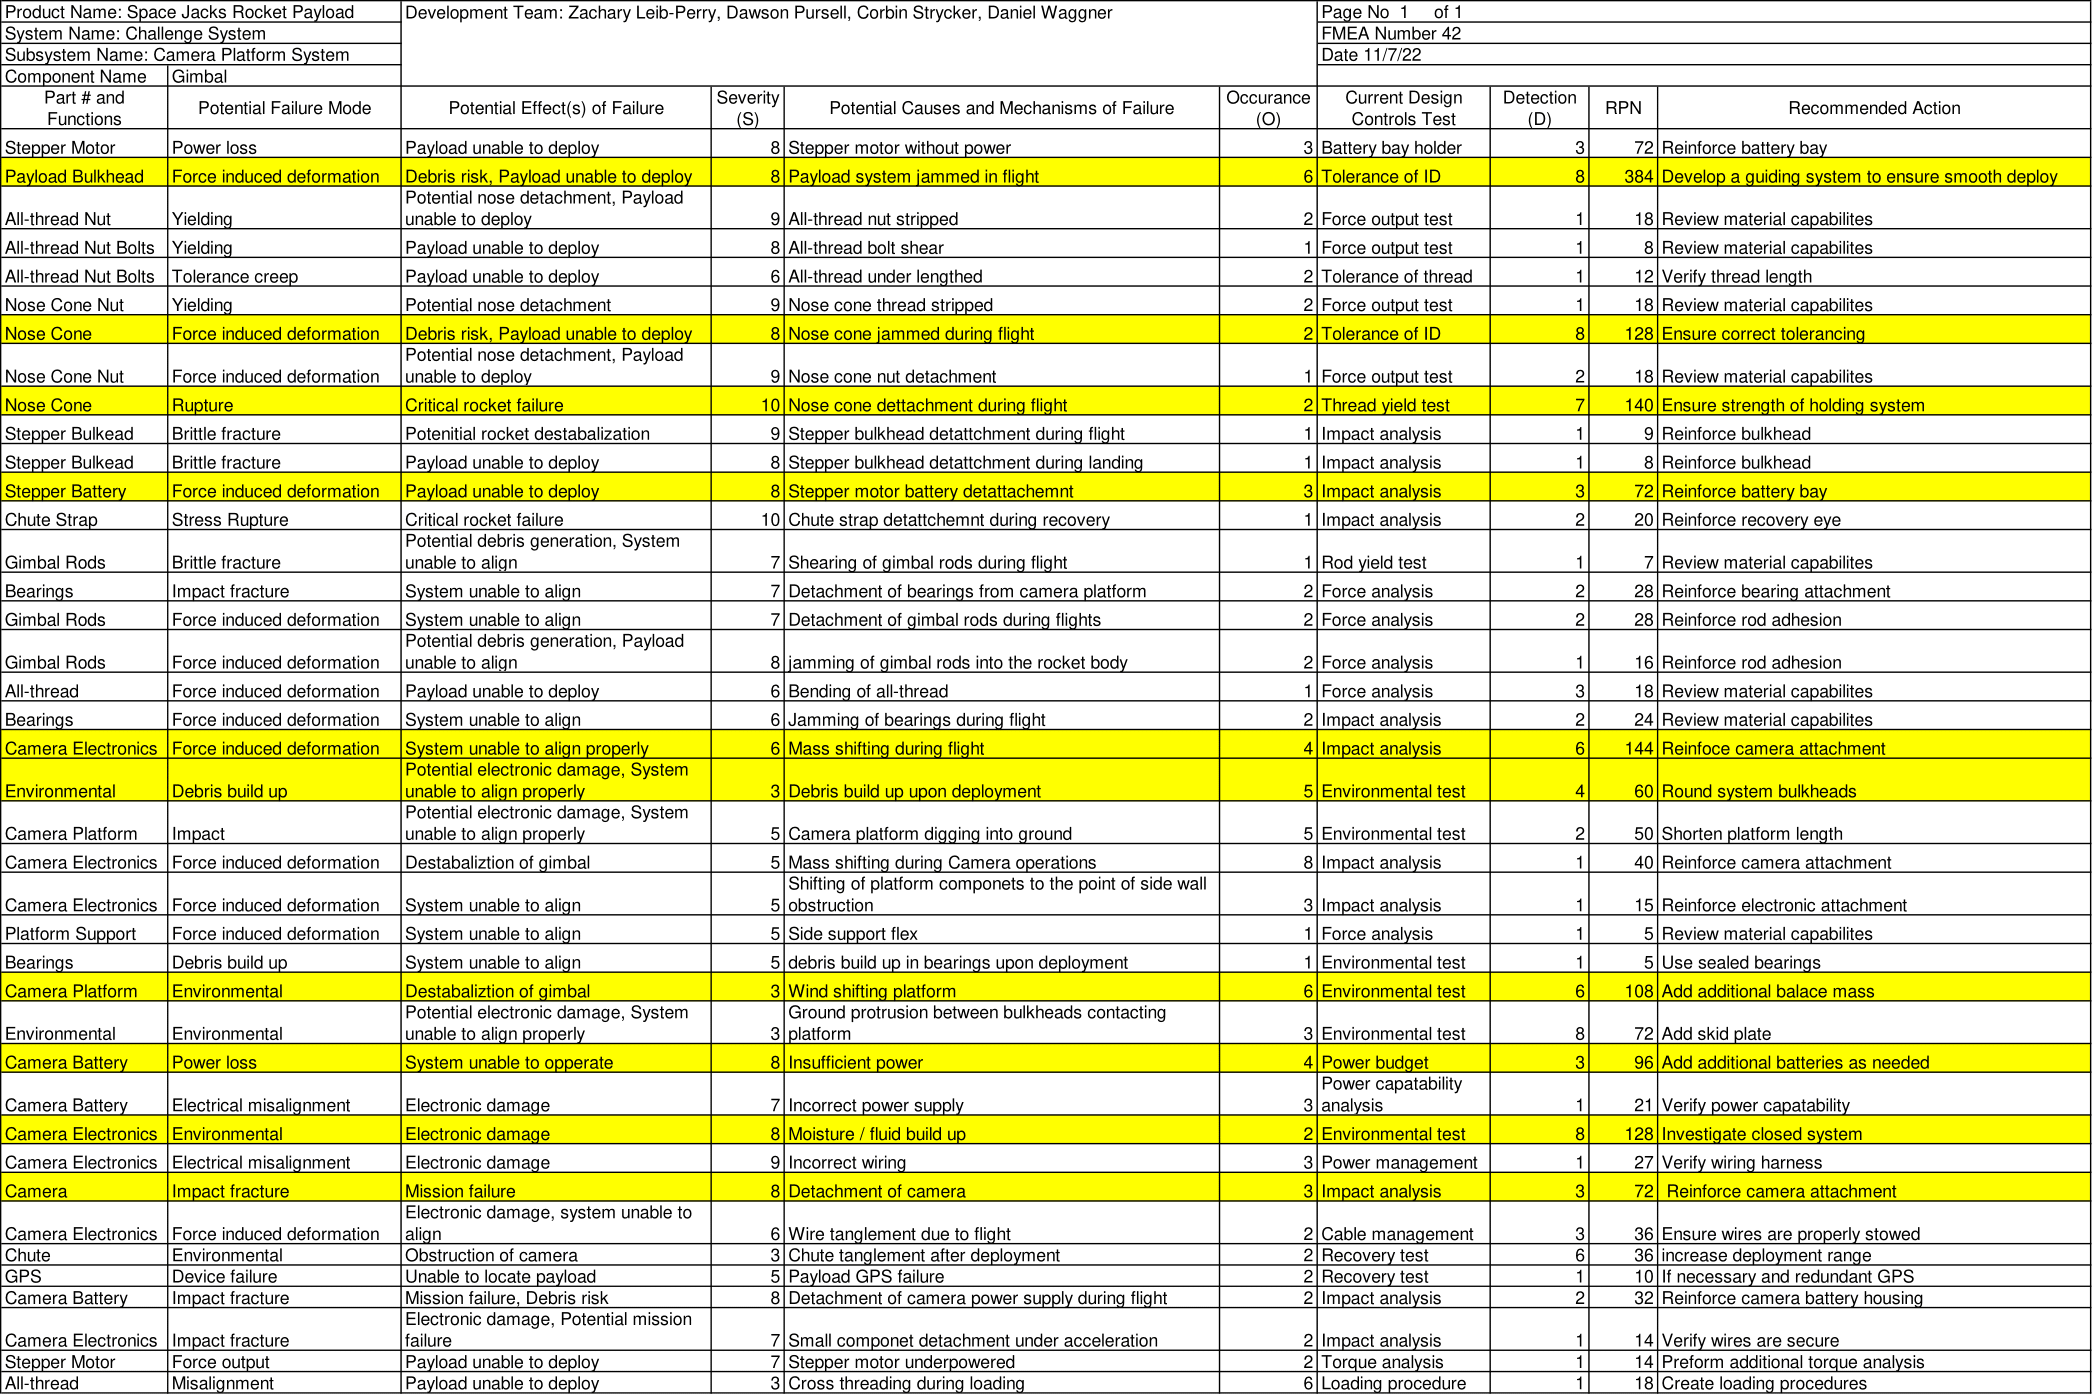 Product Name: Space Jacks Rocket Payload Development Team: Zachary Leib-Perry, Dawson Pursell, Corbin Strycker, Daniel Waggner Page No 1 of 1
System Name: Challenge System FMEA Number 42
Subsystem Name: Camera Platform System Date 11/7/22
Component Name Gimbal
Part # and Functions Potential Failure Mode Potential Effect(s) of Failure Severity (S) Potential Causes and Mechanisms of Failure Occurance (O) Current Design Controls Test Detection (D) RPN Recommended Action
Stepper Motor Power loss Payload unable to deploy 8 Stepper motor without power 3 Battery bay holder 3 72 Reinforce battery bay
Payload Bulkhead Force induced deformation Debris risk, Payload unable to deploy 8 Payload system jammed in flight 6 Tolerance of ID 8 384 Develop a guiding system to ensure smooth deploy
All-thread Nut Yielding Potential nose detachment, Payload unable to deploy 9 All-thread nut stripped 2 Force output test 1 18 Review material capabilites
All-thread Nut Bolts Yielding Payload unable to deploy 8 All-thread bolt shear 1 Force output test 1 8 Review material capabilites
All-thread Nut Bolts Tolerance creep Payload unable to deploy 6 All-thread under lengthed 2 Tolerance of thread 1 12 Verify thread length
Nose Cone Nut Yielding Potential nose detachment 9 Nose cone thread stripped 2 Force output test 1 18 Review material capabilites
Nose Cone Force induced deformation Debris risk, Payload unable to deploy 8 Nose cone jammed during flight 2 Tolerance of ID 8 128 Ensure correct tolerancing
Nose Cone Nut Force induced deformation Potential nose detachment, Payload unable to deploy 9 Nose cone nut detachment 1 Force output test 2 18 Review material capabilites
Nose Cone Rupture Critical rocket failure 10 Nose cone dettachment during flight 2 Thread yield test 7 140 Ensure strength of holding system
Stepper Bulkead Brittle fracture Potenitial rocket destabalization 9 Stepper bulkhead detattchment during flight 1 Impact analysis 1 9 Reinforce bulkhead
Stepper Bulkead Brittle fracture Payload unable to deploy 8 Stepper bulkhead detattchment during landing 1 Impact analysis 1 8 Reinforce bulkhead
Stepper Battery Force induced deformation Payload unable to deploy 8 Stepper motor battery detattachemnt 3 Impact analysis 3 72 Reinforce battery bay
Chute Strap Stress Rupture Critical rocket failure 10 Chute strap detattchemnt during recovery 1 Impact analysis 2 20 Reinforce recovery eye
Gimbal Rods Brittle fracture Potential debris generation, System unable to align 7 Shearing of gimbal rods during flight 1 Rod yield test 1 7 Review material capabilites
Bearings Impact fracture System unable to align 7 Detachment of bearings from camera platform 2 Force analysis 2 28 Reinforce bearing attachment
Gimbal Rods Force induced deformation System unable to align 7 Detachment of gimbal rods during flights 2 Force analysis 2 28 Reinforce rod adhesion
Gimbal Rods Force induced deformation Potential debris generation, Payload unable to align 8 jamming of gimbal rods into the rocket body 2 Force analysis 1 16 Reinforce rod adhesion
All-thread Force induced deformation Payload unable to deploy 6 Bending of all-thread 1 Force analysis 3 18 Review material capabilites
Bearings Force induced deformation System unable to align 6 Jamming of bearings during flight 2 Impact analysis 2 24 Review material capabilites
Camera Electronics Force induced deformation System unable to align properly 6 Mass shifting during flight 4 Impact analysis 6 144 Reinfoce camera attachment
Environmental Debris build up Potential electronic damage, System unable to align properly 3 Debris build up upon deployment 5 Environmental test 4 60 Round system bulkheads
Camera Platform Impact Potential electronic damage, System unable to align properly 5 Camera platform digging into ground 5 Environmental test 2 50 Shorten platform length
Camera Electronics Force induced deformation Destabaliztion of gimbal 5 Mass shifting during Camera operations 8 Impact analysis 1 40 Reinforce camera attachment
Camera Electronics Force induced deformation System unable to align 5 Shifting of platform componets to the point of side wall obstruction 3 Impact analysis 1 15 Reinforce electronic attachment
Platform Support Force induced deformation System unable to align 5 Side support flex 1 Force analysis 1 5 Review material capabilites
Bearings Debris build up System unable to align 5 debris build up in bearings upon deployment 1 Environmental test 1 5 Use sealed bearings
Camera Platform Environmental Destabaliztion of gimbal 3 Wind shifting platform 6 Environmental test 6 108 Add additional balace mass
Environmental Environmental Potential electronic damage, System unable to align properly 3 Ground protrusion between bulkheads contacting platform 3 Environmental test 8 72 Add skid plate
Camera Battery Power loss System unable to opperate 8 Insufficient power 4 Power budget 3 96 Add additional batteries as needed
Camera Battery Electrical misalignment Electronic damage 7 Incorrect power supply 3 Power capatability analysis 1 21 Verify power capatability
Camera Electronics Environmental Electronic damage 8 Moisture / fluid build up 2 Environmental test 8 128 Investigate closed system
Camera Electronics Electrical misalignment Electronic damage 9 Incorrect wiring 3 Power management 1 27 Verify wiring harness
Camera Impact fracture Mission failure 8 Detachment of camera 3 Impact analysis 3 72 Reinforce camera attachment
Camera Electronics Force induced deformation Electronic damage, system unable to align 6 Wire tanglement due to flight 2 Cable management 3 36 Ensure wires are properly stowed
Chute Environmental Obstruction of camera 3 Chute tanglement after deployment 2 Recovery test 6 36 increase deployment range
GPS Device failure Unable to locate payload 5 Payload GPS failure 2 Recovery test 1 10 If necessary and redundant GPS
Camera Battery Impact fracture Mission failure, Debris risk 8 Detachment of camera power supply during flight 2 Impact analysis 2 32 Reinforce camera battery housing
Camera Electronics Impact fracture Electronic damage, Potential mission failure 7 Small componet detachment under acceleration 2 Impact analysis 1 14 Verify wires are secure
Stepper Motor Force output Payload unable to deploy 7 Stepper motor underpowered 2 Torque analysis 1 14 Preform additional torque analysis
All-thread Misalignment Payload unable to deploy 3 Cross threading during loading 6 Loading procedure 1 18 Create loading procedures